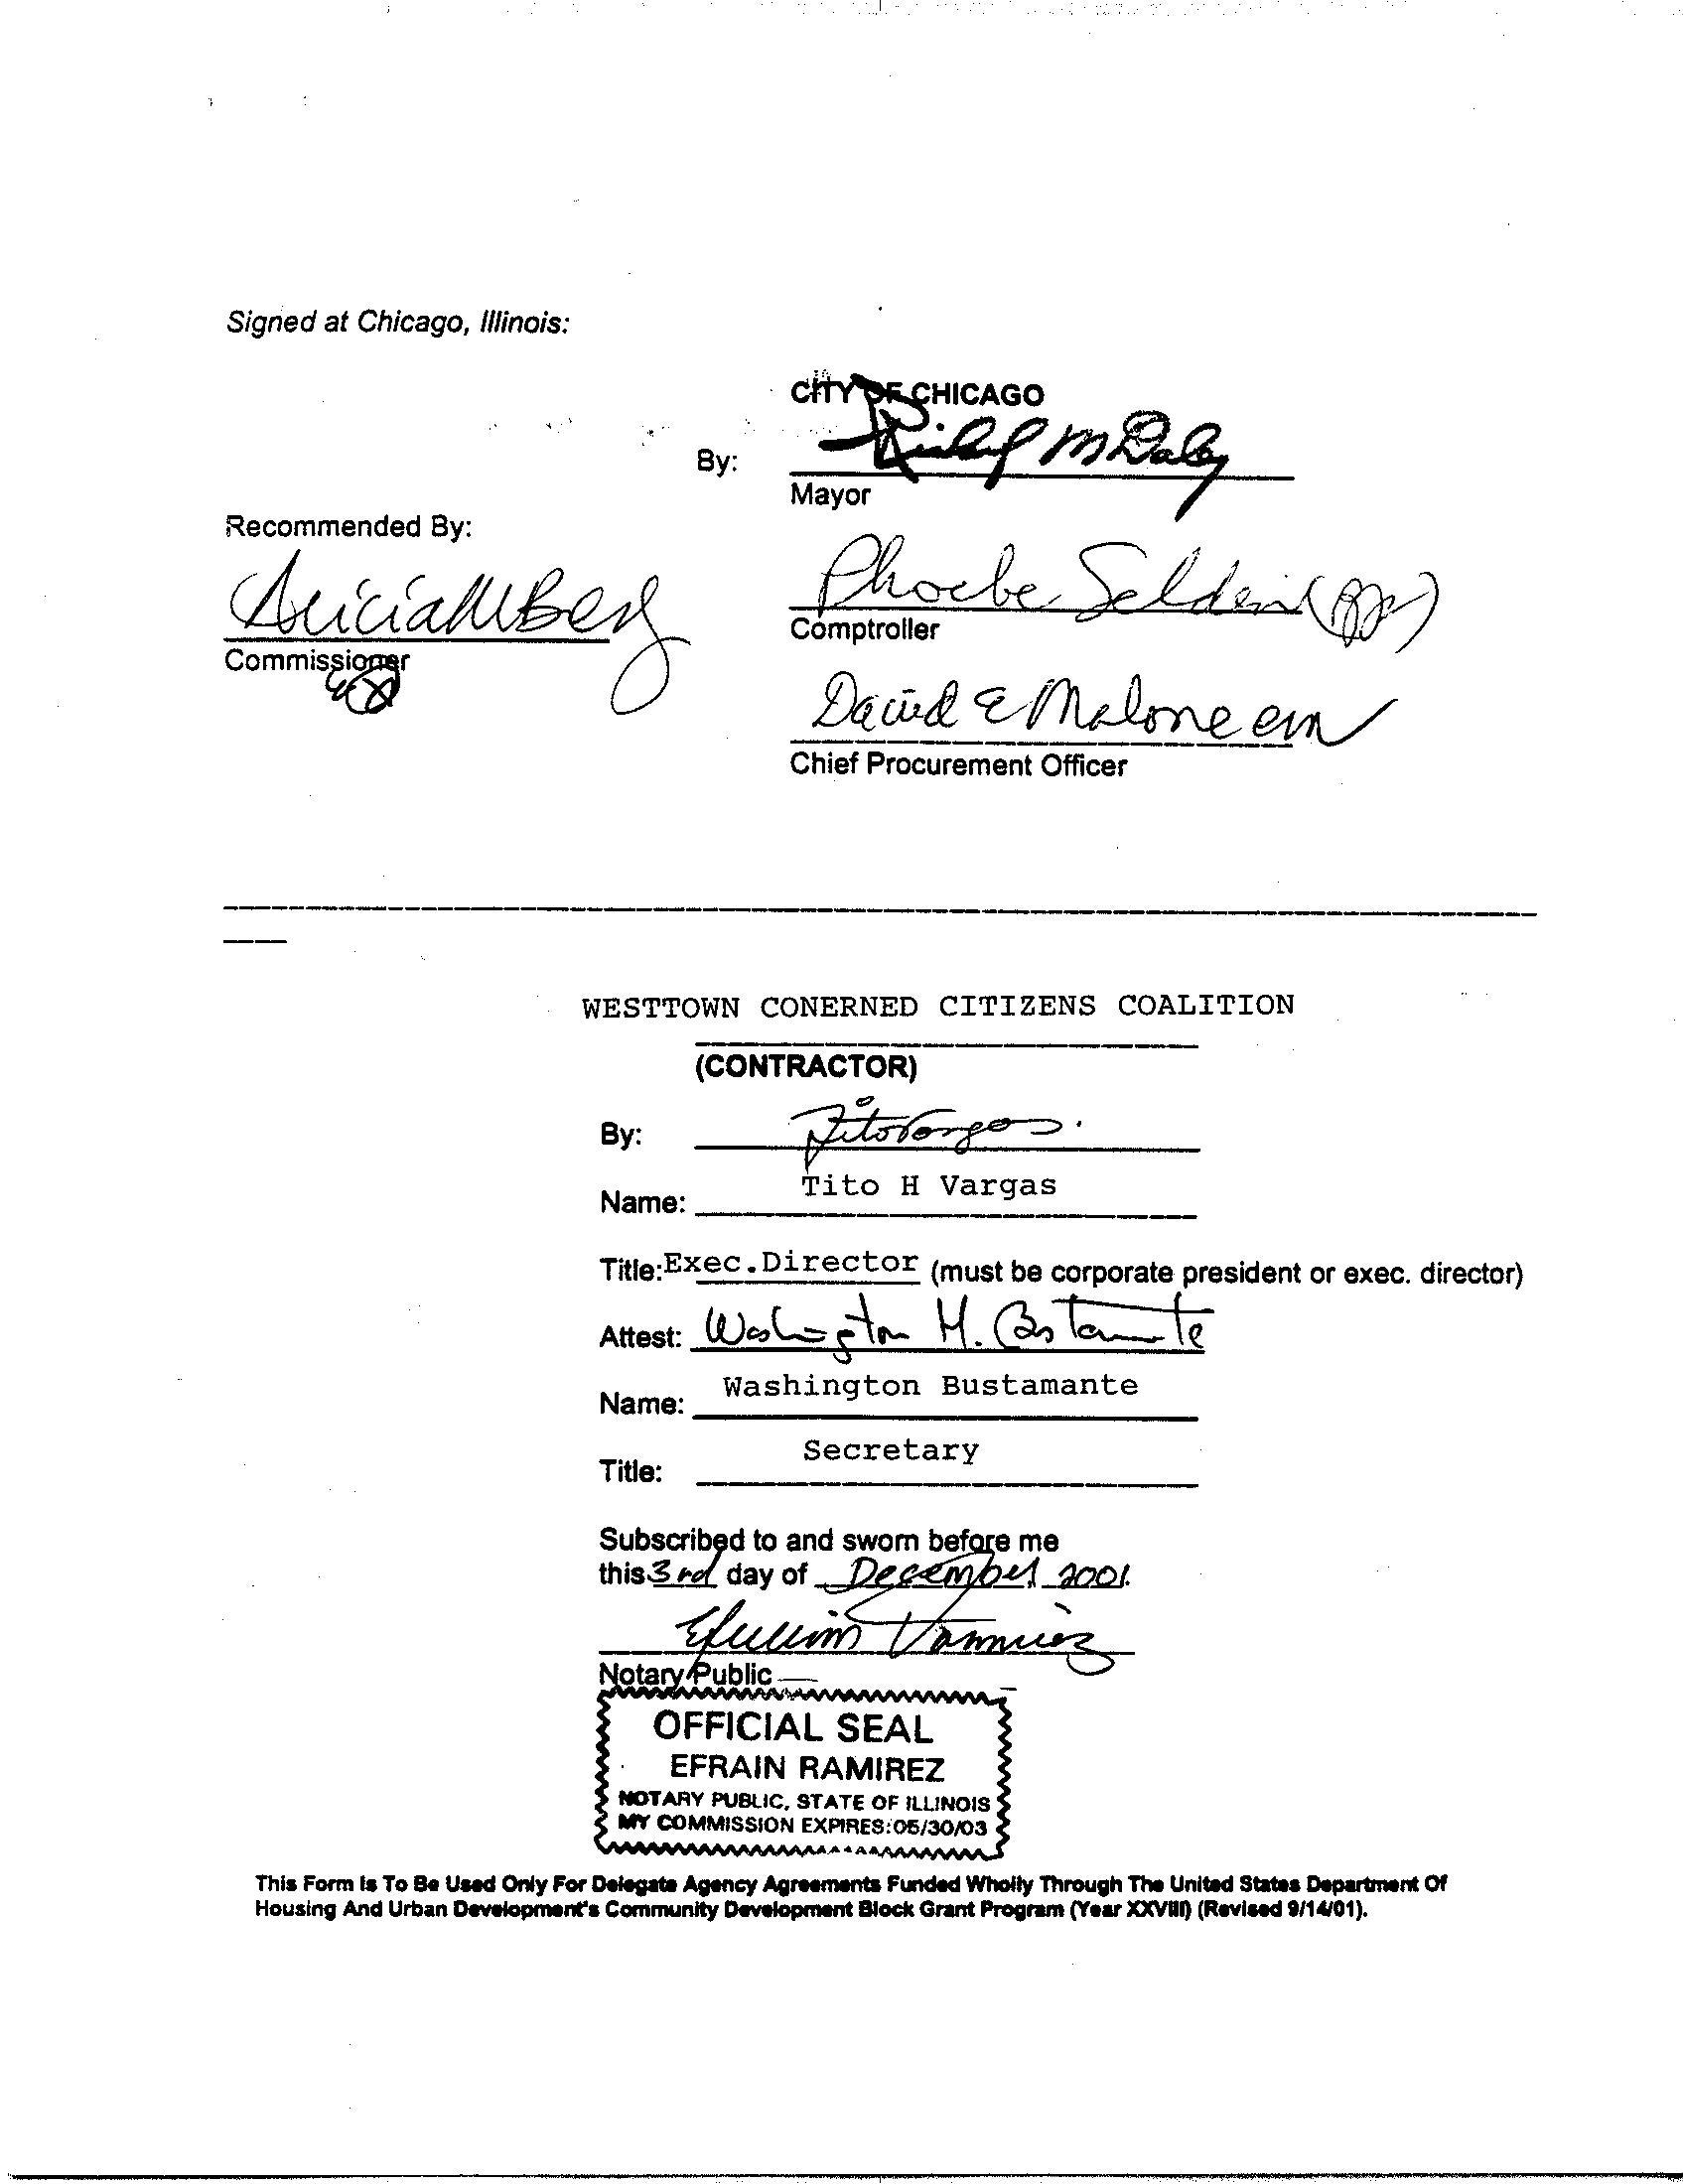 Signed at Chicago, Illinois:
CITY OF CHICAGO
By: Richard M Daley
Mayor
Recommended By:
Alicia M Berg
Commissioner
Phoebe Selden
Comptroller
David E Malone em
Chief Procurement Officer
WESTTOWN CONERNED CITIZENS COALITION
(CONTRACTOR)
By: Tito Vargas.
Name: Tito H Vargas
Title: Exec.Director (must be corporate president or exec. director)
Attest: Washington H. Bustamante
Name: Washington Bustamante
Title: Secretary
Subscribed to and sworn before me
this 3rd day of December 2001.
Efrain Ramirez
Notary Public
OFFICIAL SEAL
EFRAIN RAMIREZ
NOTARY PUBLIC, STATE OF ILLINOIS
MY COMMISSION EXPIRES:05/30/03
This Form Is To Be Used Only For Delegate Agency Agreements Funded Wholly Through The United States Department Of
Housing And Urban Development's Community Development Block Grant Program (Year XXVIII) (Revised 9/14/01).